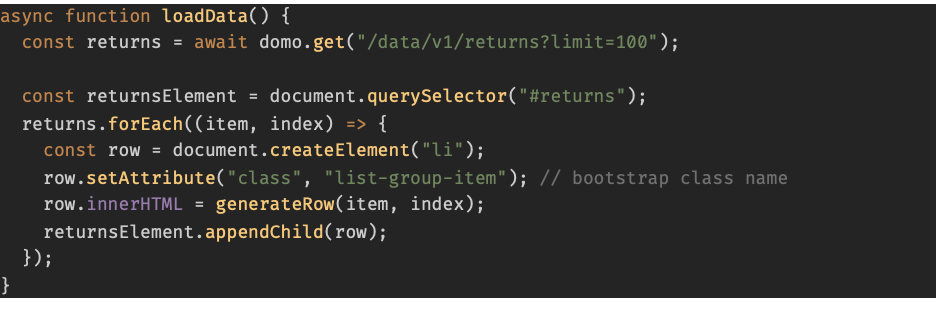 async function loadData() {
  const returns = await domo.get("/data/v1/returns?limit=100");

  const returnsElement = document.querySelector("#returns");
  returns.forEach((item, index) => {
    const row = document.createElement("li");
    row.setAttribute("class", "list-group-item"); // bootstrap class name
    row.innerHTML = generateRow(item, index);
    returnsElement.appendChild(row);
  });
}